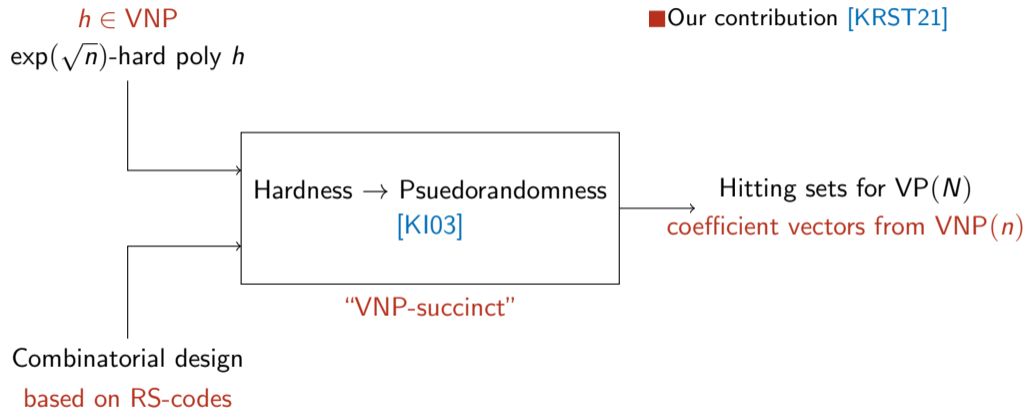 h ∈ VNP
exp(√n)-hard poly h
Our contribution [KRST21]
Hardness → Psuedorandomness
[KI03]
Hitting sets for VP(N)
coefficient vectors from VNP(n)
“VNP-succinct”
Combinatorial design
based on RS-codes